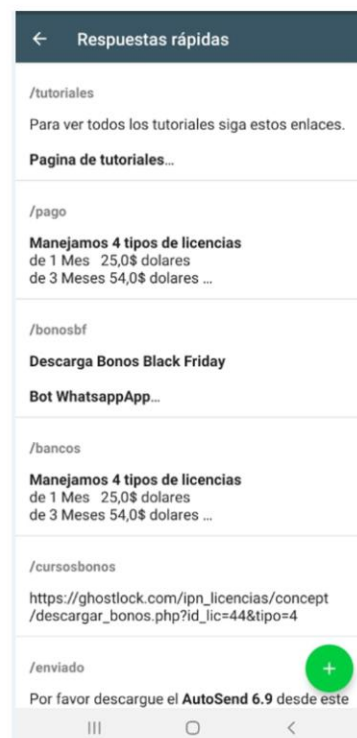 Respuestas rápidas
/tutoriales
Para ver todos los tutoriales siga estos enlaces.
Pagina de tutoriales...
/pago
Manejamos 4 tipos de licencias
de 1 Mes 25,0$ dolares
de 3 Meses 54,0$ dolares ...
/bonosbf
Descarga Bonos Black Friday
Bot WhatsappApp...
/bancos
Manejamos 4 tipos de licencias
de 1 Mes 25,0$ dolares
de 3 Meses 54,0$ dolares ...
/cursosbonos
https://ghostlock.com/ipn_licencias/concept
/descargar_bonos.php?id_lic=44&tipo=4
/enviado
Por favor descargue el AutoSend 6.9 desde este